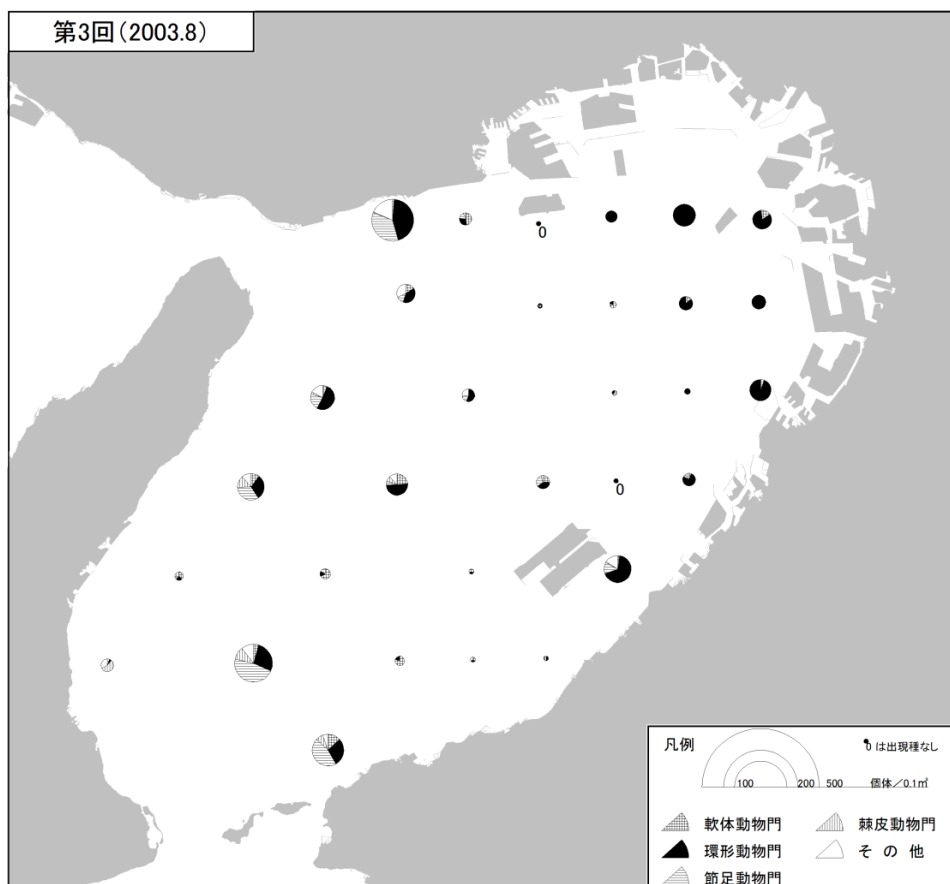 第3回(2003.8)
0
0
凡例
0 は出現種なし
100 200 500 個体/0.1㎡
軟体動物門 棘皮動物門
環形動物門 その他
節足動物門